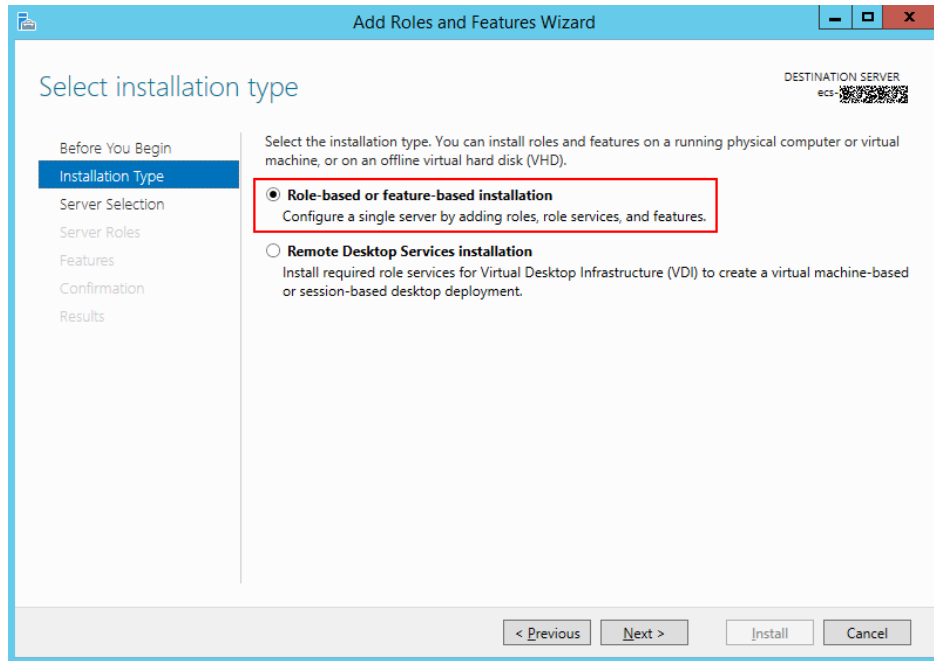 Add Roles and Features Wizard
Select installation type
DESTINATION SERVER
ecs-
Before You Begin
Installation Type
Server Selection
Server Roles
Features
Confirmation
Results
Select the installation type. You can install roles and features on a running physical computer or virtual
machine, or on an offline virtual hard disk (VHD).
Role-based or feature-based installation
Configure a single server by adding roles, role services, and features.
Remote Desktop Services installation
Install required role services for Virtual Desktop Infrastructure (VDI) to create a virtual machine-based
or session-based desktop deployment.
< Previous
Next >
Install
Cancel